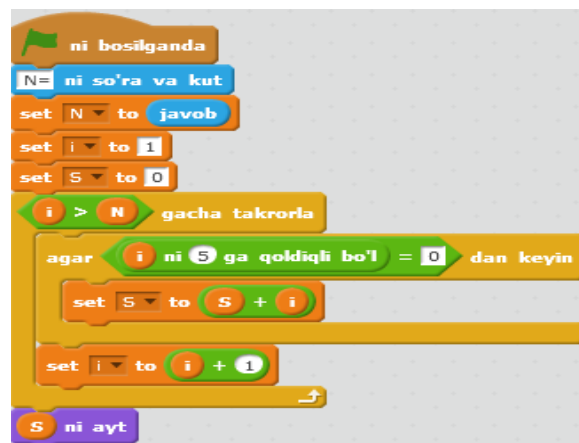 ni bosilganda
N= ni so'ra va kut
set N to javob
set i to 1
set S to 0
i > N gacha takrorla
agar i ni 5 ga qoldiqli bo'l = 0 dan keyin
set S to S + i
set i to i + 1
S ni ayt